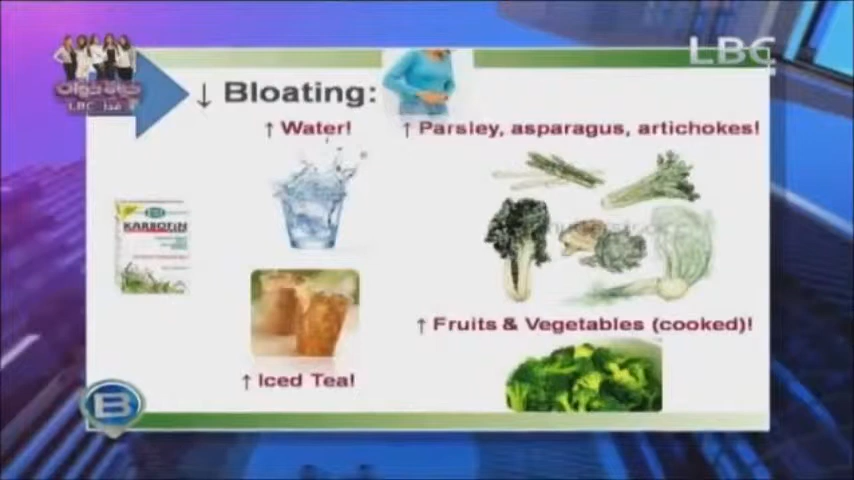 LBC
↓ Bloating:
↑ Water!
↑ Parsley, asparagus, artichokes!
KARBOFIN
↑ Fruits & Vegetables (cooked)!
↑ Iced Tea!
B